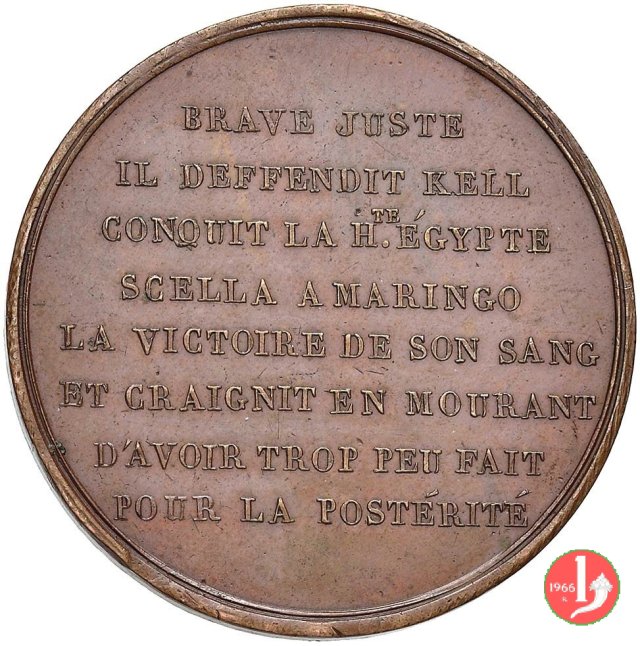 BRAVE JUSTE
IL DEFFENDIT KELL
CONQUIT LA H.TE ÉGYPTE
SCELLA A MARINGO
LA VICTOIRE DE SON SANG
ET CRAIGNIT EN MOURANT
D'AVOIR TROP PEU FAIT
POUR LA POSTÉRITÉ
1966
R